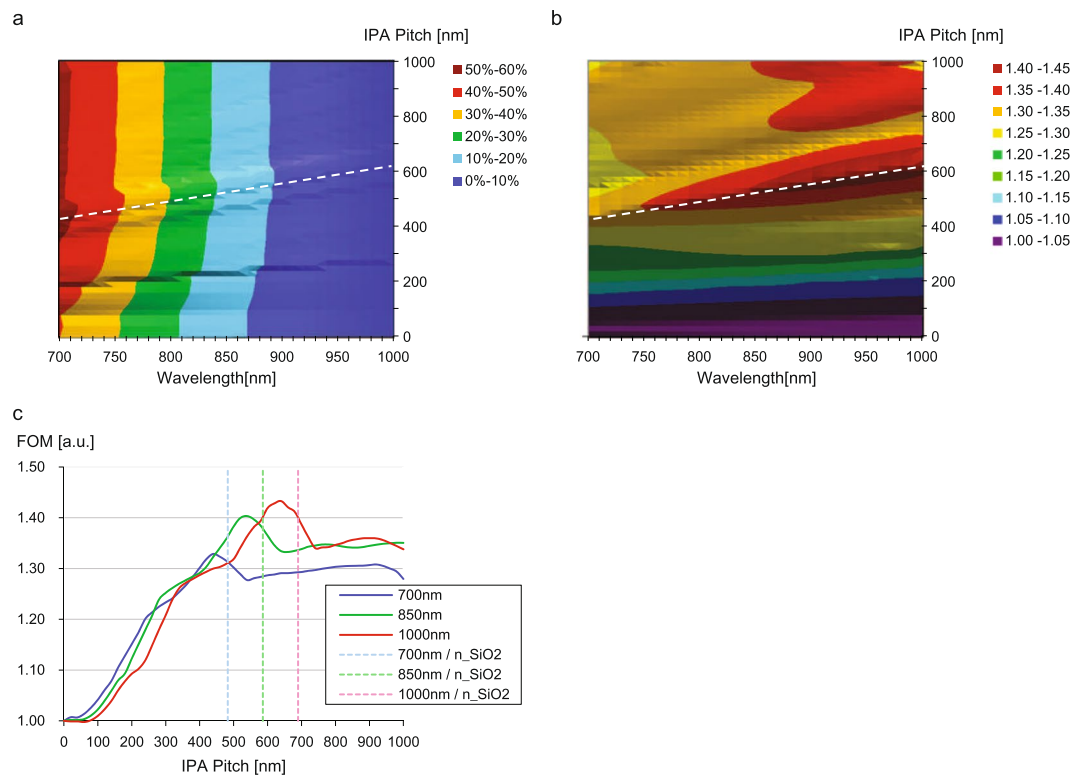 a
IPA Pitch [nm]
1000
800
600
400
200
0
700 750 800 850 900 950 1000
Wavelength[nm]
50%-60%
40%-50%
30%-40%
20%-30%
10%-20%
0%-10%
b
IPA Pitch [nm]
1000
800
600
400
200
0
700 750 800 850 900 950 1000
Wavelength[nm]
1.40 -1.45
1.35 -1.40
1.30 -1.35
1.25 -1.30
1.20 -1.25
1.15 -1.20
1.10 -1.15
1.05 -1.10
1.00 -1.05
c
FOM [a.u.]
1.50
1.40
1.30
1.20
1.10
1.00
0 100 200 300 400 500 600 700 800 900 1000
IPA Pitch [nm]
700nm
850nm
1000nm
700nm / n_SiO2
850nm / n_SiO2
1000nm / n_SiO2